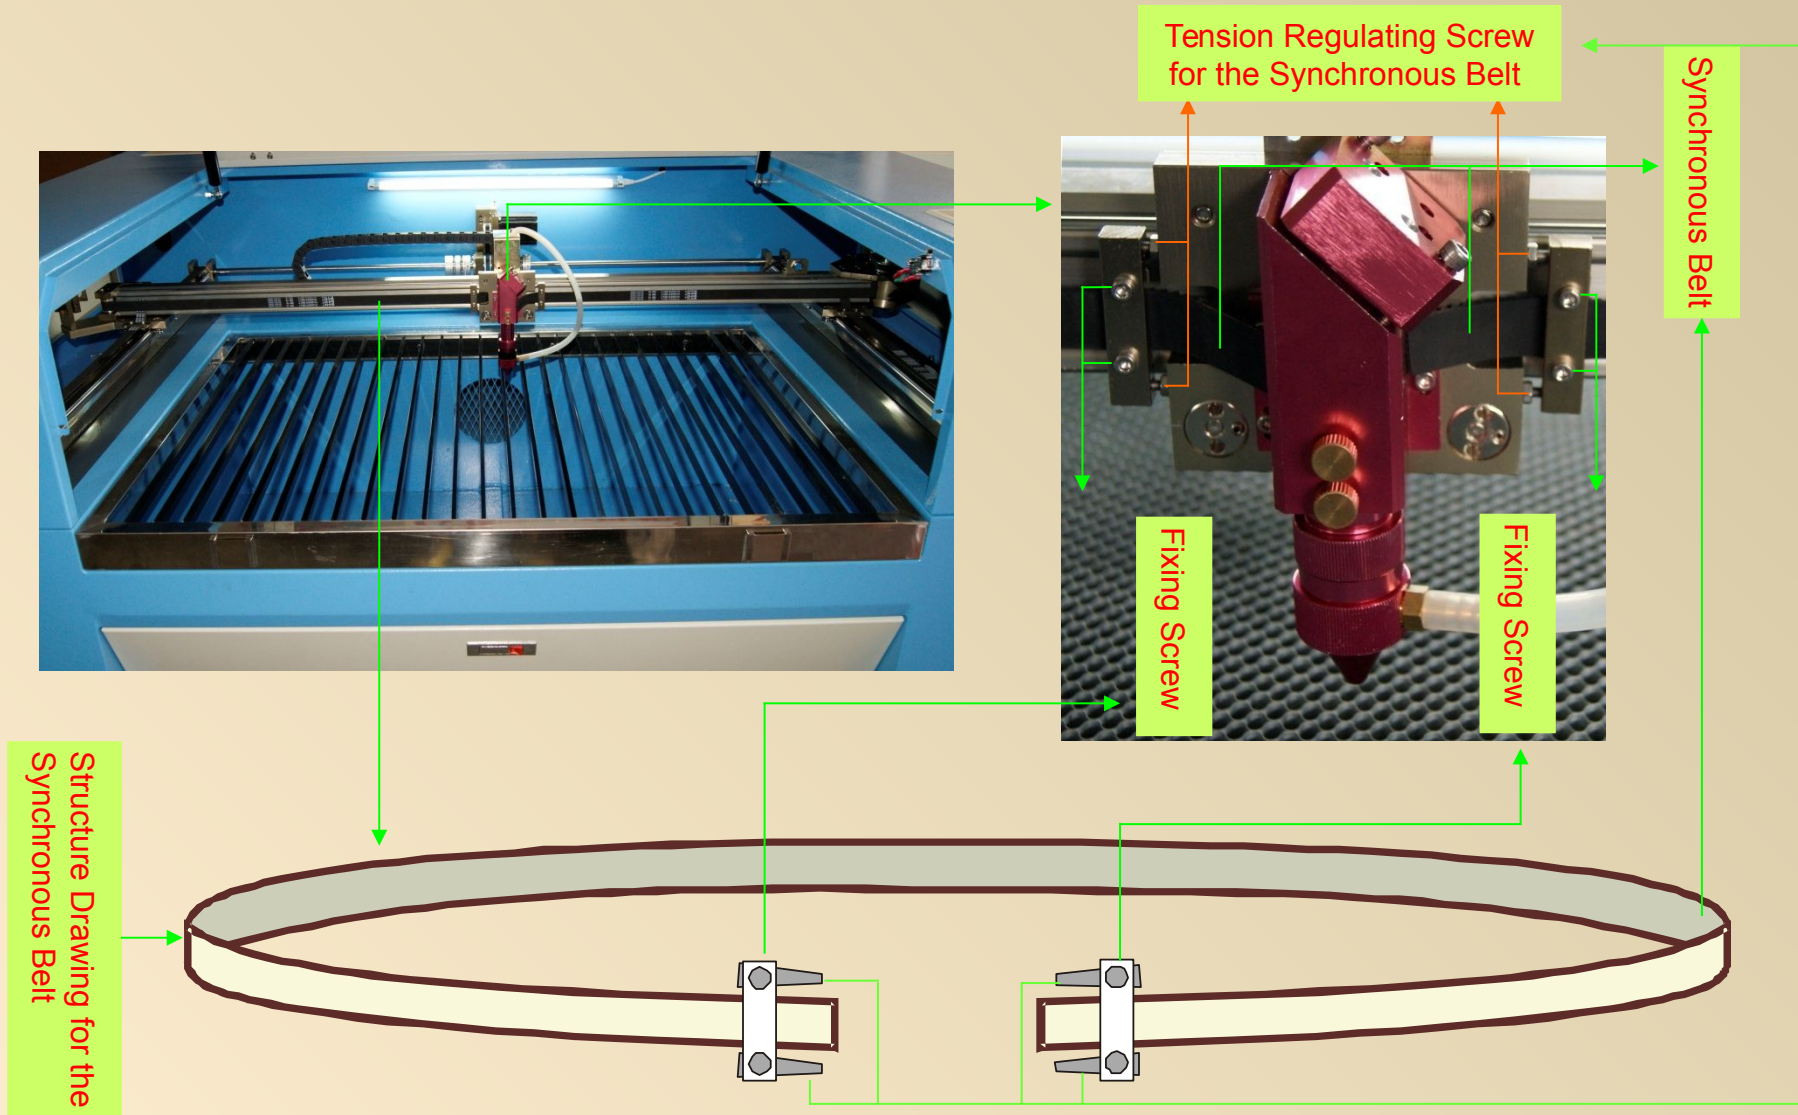 Tension Regulating Screw
for the Synchronous Belt
Synchronous Belt
Fixing Screw
Fixing Screw
Structure Drawing for the
Synchronous Belt